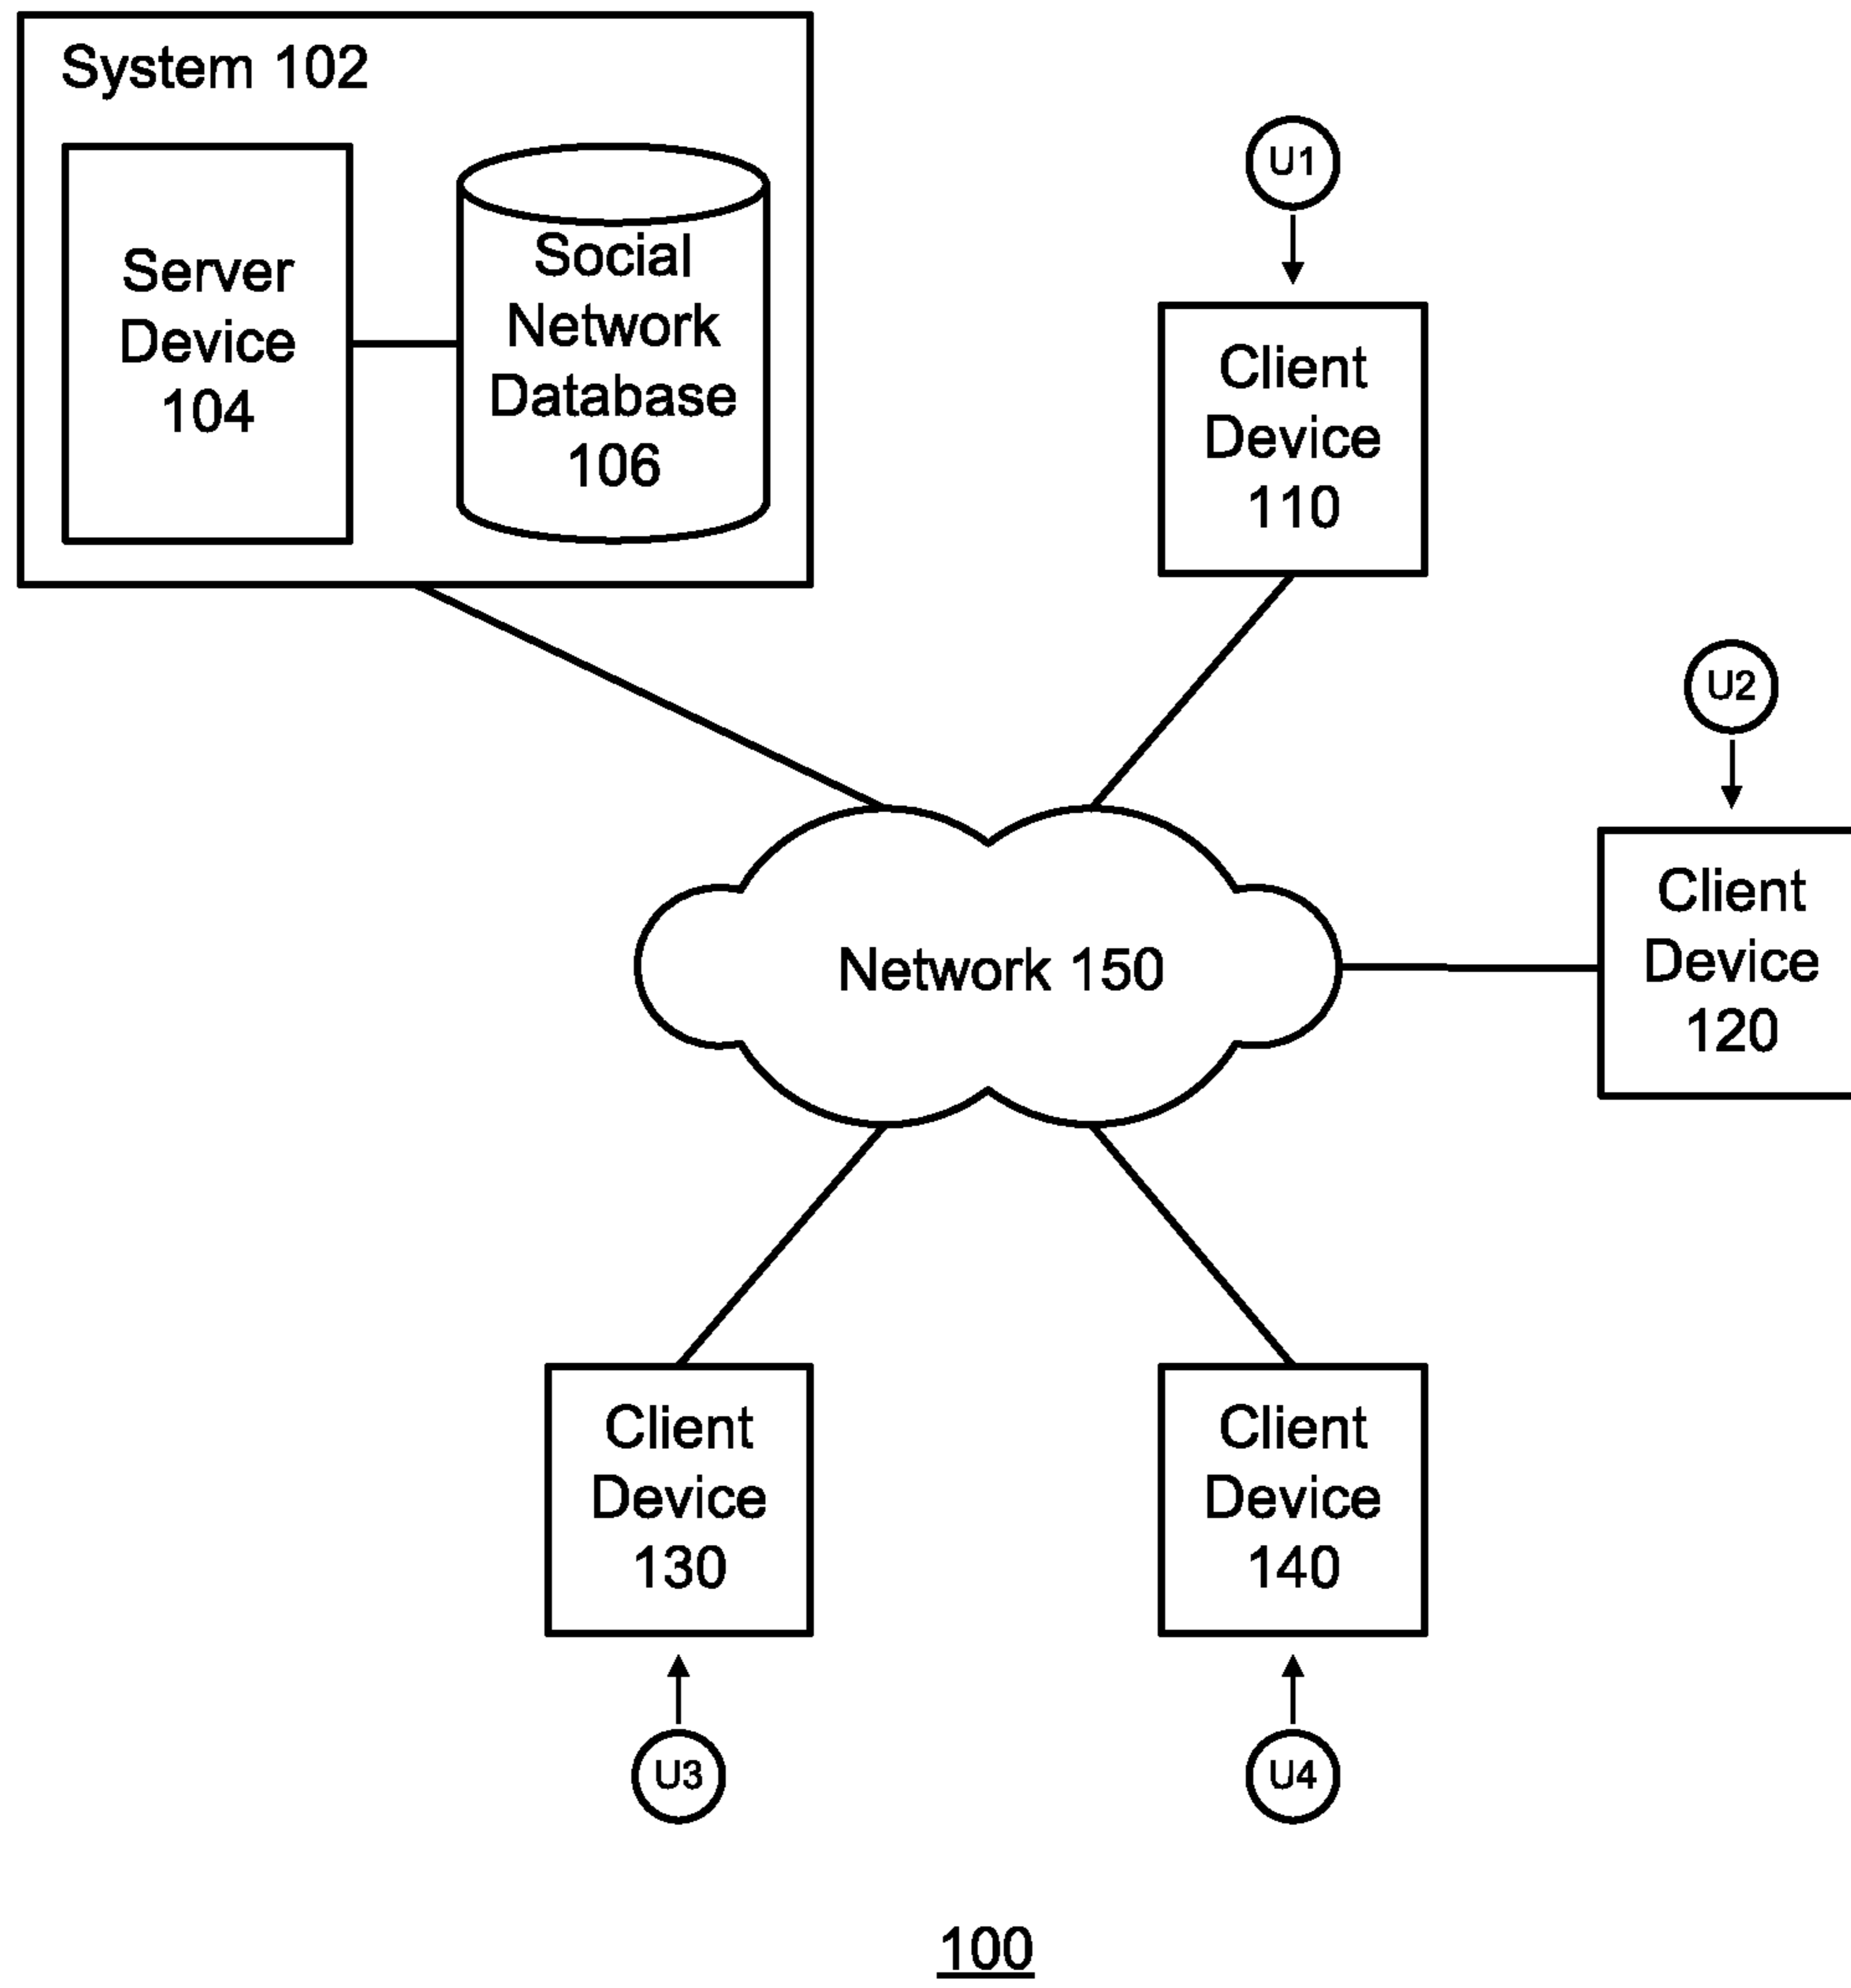 System 102
Server
Device
104
Social
Network
Database
106
U1
Client
Device
110
U2
Client
Device
120
Network 150
Client
Device
130
Client
Device
140
U3
U4
100